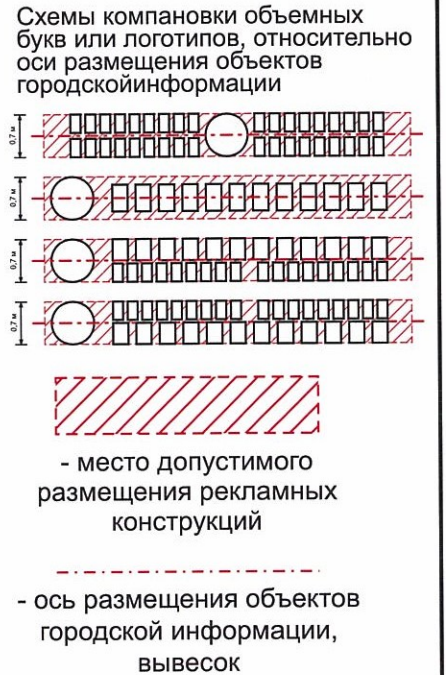 Схемы компановки объемных
букв или логотипов, относительно
оси размещения объектов
городскойинформации
0,7 м
0,7 м
0,7 м
0,7 м
- место допустимого
размещения рекламных
конструкций
- ось размещения объектов
городской информации,
вывесок